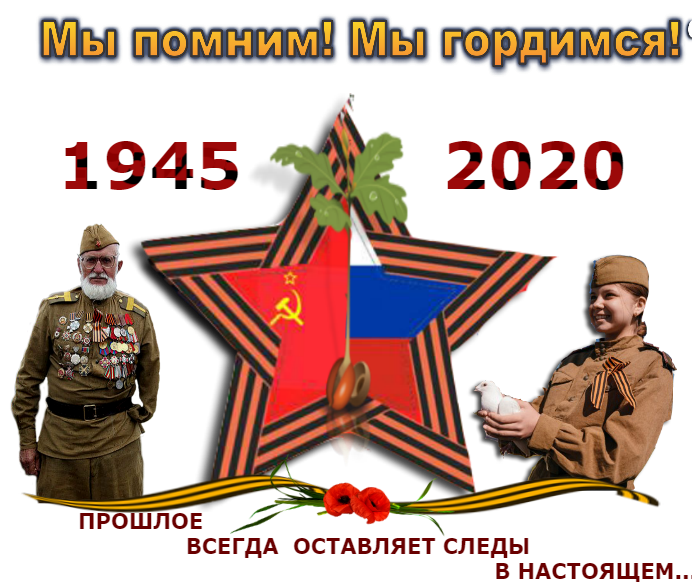 Мы помним! Мы гордимся!
1945 2020
ПРОШЛОЕ
ВСЕГДА ОСТАВЛЯЕТ СЛЕДЫ
В НАСТОЯЩЕМ...